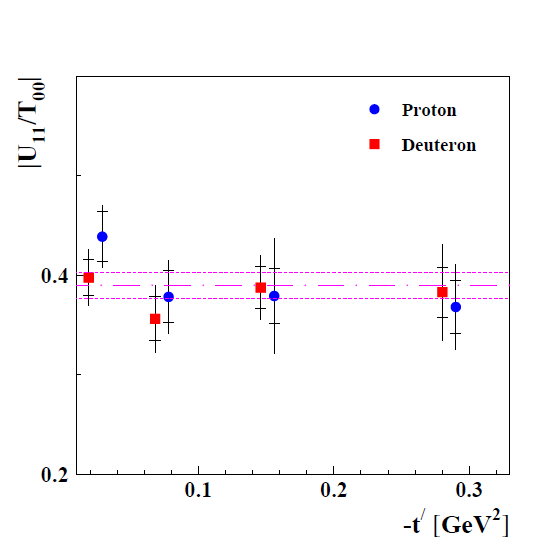 |U11/T00|
Proton
Deuteron
0.4
0.2
0.1 0.2 0.3
-t/ [GeV2]